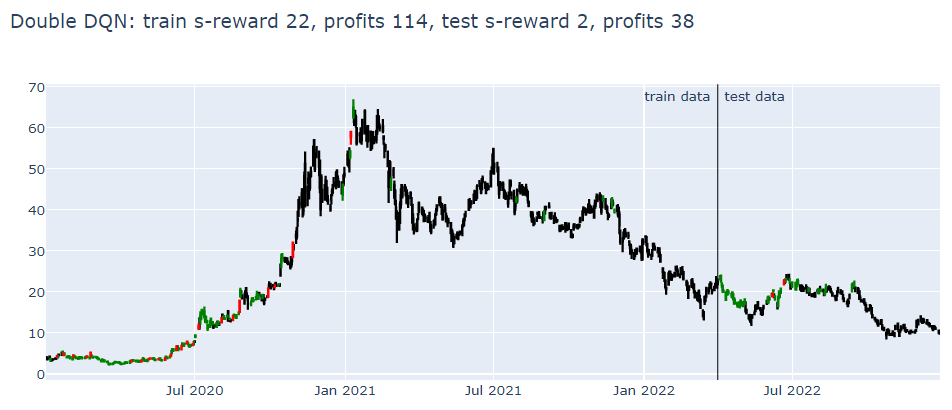 Double DQN: train s-reward 22, profits 114, test s-reward 2, profits 38
train data test data
70
60
50
40
30
20
10
0
Jul 2020 Jan 2021 Jul 2021 Jan 2022 Jul 2022